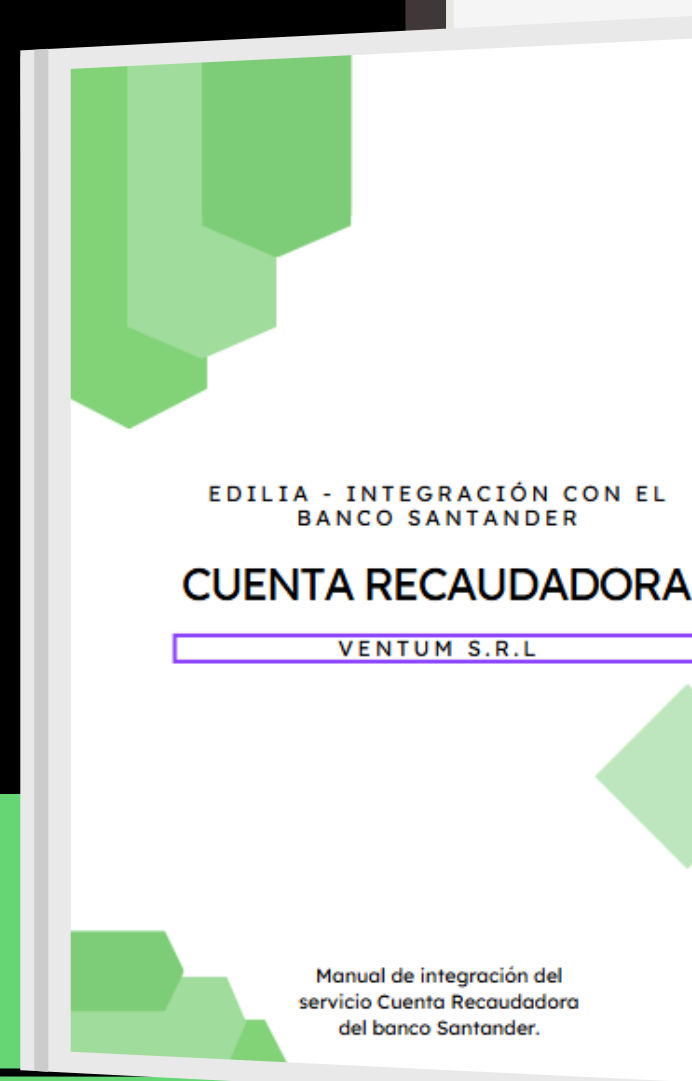 EDILIA - INTEGRACIÓN CON EL
BANCO SANTANDER
CUENTA RECAUDADORA
VENTUM S.R.L
Manual de integración del
servicio Cuenta Recaudadora
del banco Santander.